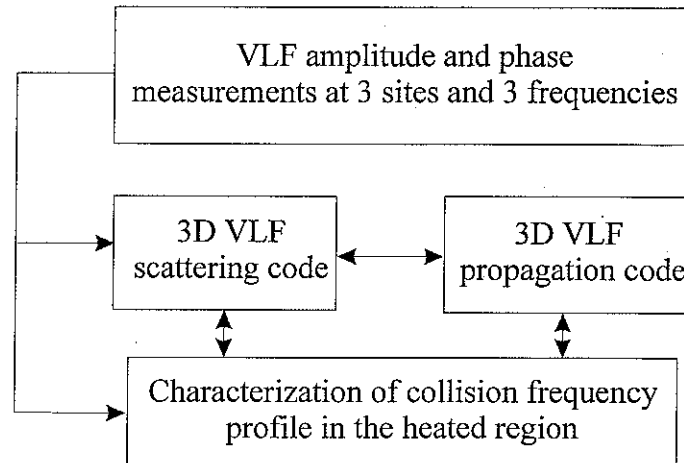 VLF amplitude and phase
measurements at 3 sites and 3 frequencies
3D VLF
scattering code
3D VLF
propagation code
Characterization of collision frequency
profile in the heated region